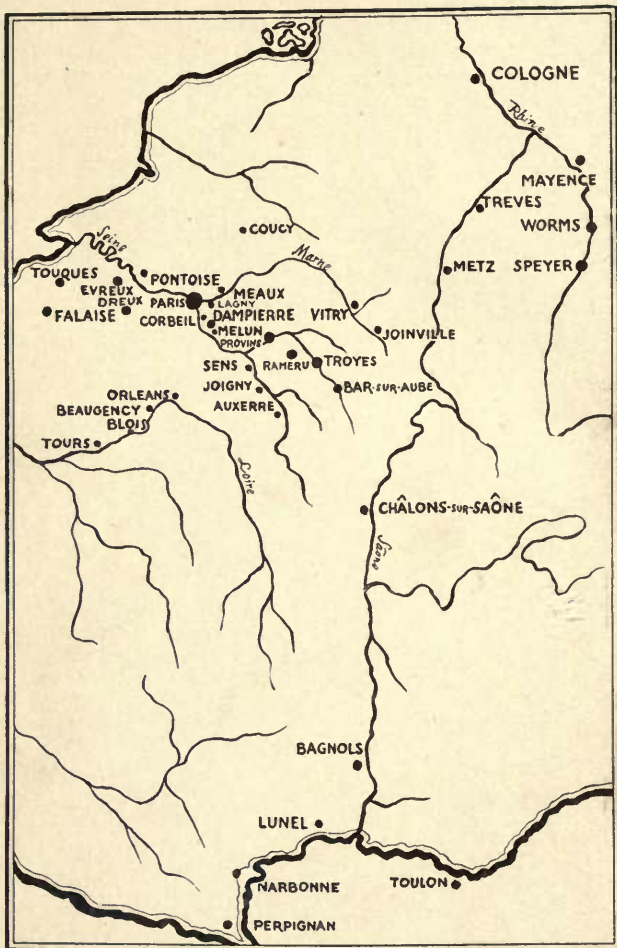 COLOGNE
Rhine
MAYENCE
TREVES
WORMS
COUCY
Seine
Marne
METZ
SPEYER
TOUQUES
PONTOISE
EVREUX
MEAUX
DREUX
PARIS
LAGNY
VITRY
FALAISE
CORBEIL
DAMPIERRE
MELUN
JOINVILLE
PROVINS
SENS
RAMERU
TROYES
ORLEANS
JOIGNY
BAR-SUR-AUBE
BEAUGENCY
AUXERRE
BLOIS
TOURS
Loire
CHÂLONS-SUR-SAÔNE
Saône
BAGNOLS
LUNEL
NARBONNE
TOULON
PERPIGNAN